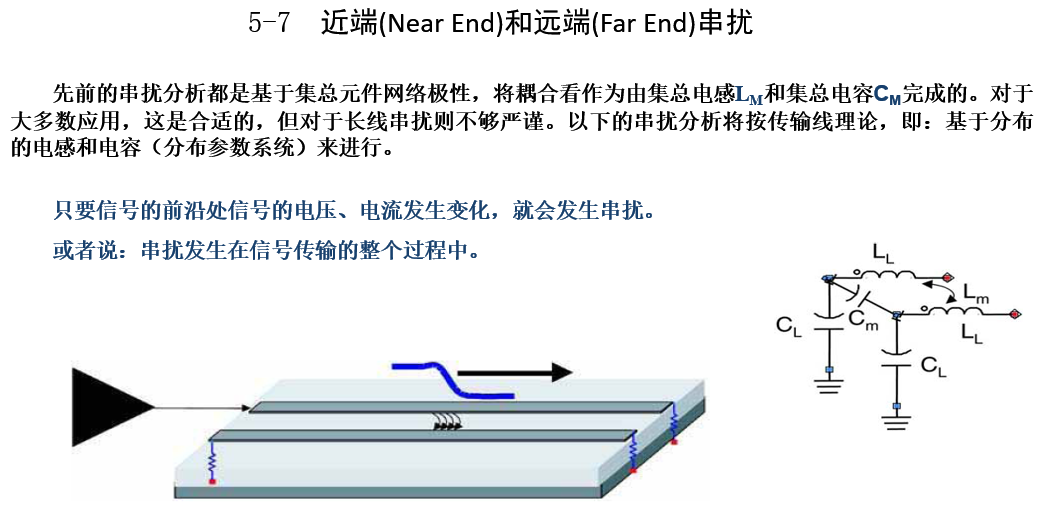 5-7 近端(Near End)和远端(Far End)串扰
先前的串扰分析都是基于集总元件网络极性，将耦合看作为由集总电感LM和集总电容CM完成的。对于
大多数应用，这是合适的，但对于长线串扰则不够严谨。以下的串扰分析将按传输线理论，即：基于分布
的电感和电容（分布参数系统）来进行。
只要信号的前沿处信号的电压、电流发生变化，就会发生串扰。
或者说：串扰发生在信号传输的整个过程中。
LL
Lm
Cm
CL
LL
CL